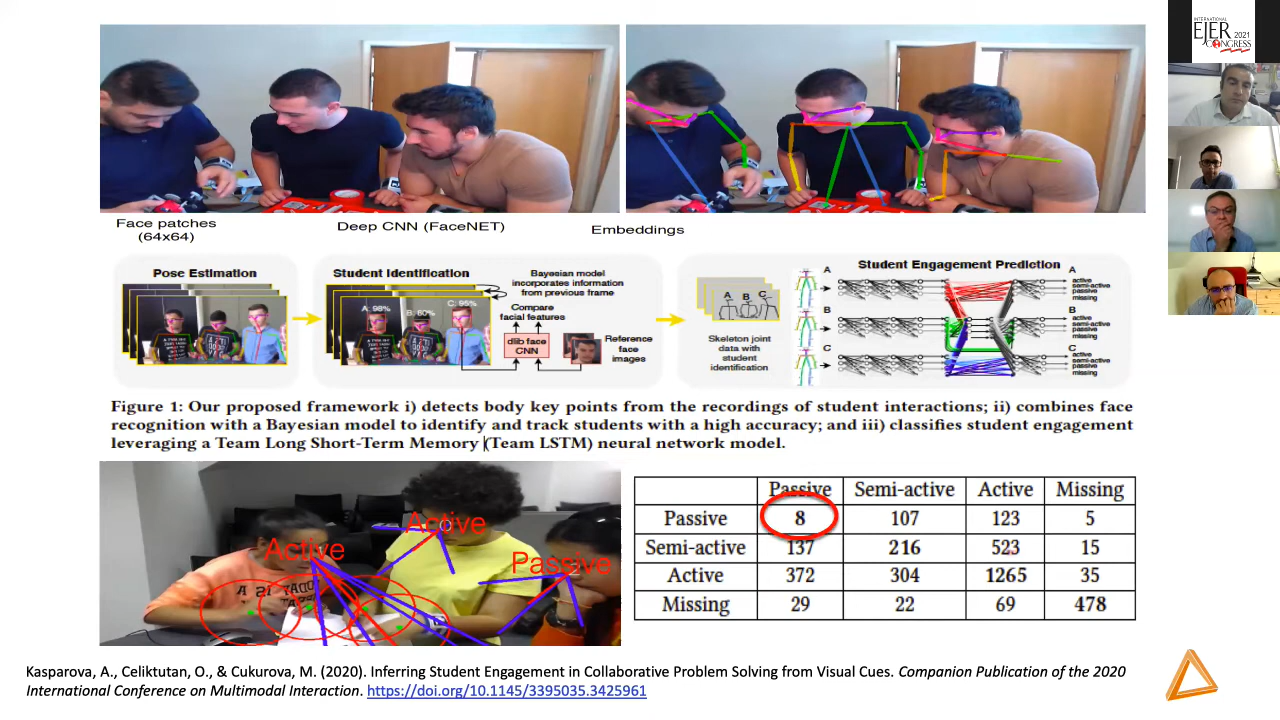 INTERNATIONAL
EJER 2021
CONGRESS
Face patches
(64x64)
Deep CNN (FaceNET)
Embeddings
Pose Estimation
Student Identification
A: 98%
B: 60%
C: 95%
Bayesian model
incorporates information
from previous frame
Compare
facial features
dlib face
CNN
Reference
face
images
A B C
Skeleton joint
data with
student
identification
Student Engagement Prediction
A
A
active
semi-active
passive
missing
B
B
active
semi-active
passive
missing
C
C
active
semi-active
passive
missing
Figure 1: Our proposed framework i) detects body key points from the recordings of student interactions; ii) combines face
recognition with a Bayesian model to identify and track students with a high accuracy; and iii) classifies student engagement
leveraging a Team Long Short-Term Memory (Team LSTM) neural network model.
Active
Active
Passive
Passive Semi-active Active Missing
Passive 8 107 123 5
Semi-active 137 216 523 15
Active 372 304 1265 35
Missing 29 22 69 478
Kasparova, A., Celiktutan, O., & Cukurova, M. (2020). Inferring Student Engagement in Collaborative Problem Solving from Visual Cues. Companion Publication of the 2020
International Conference on Multimodal Interaction. https://doi.org/10.1145/3395035.3425961